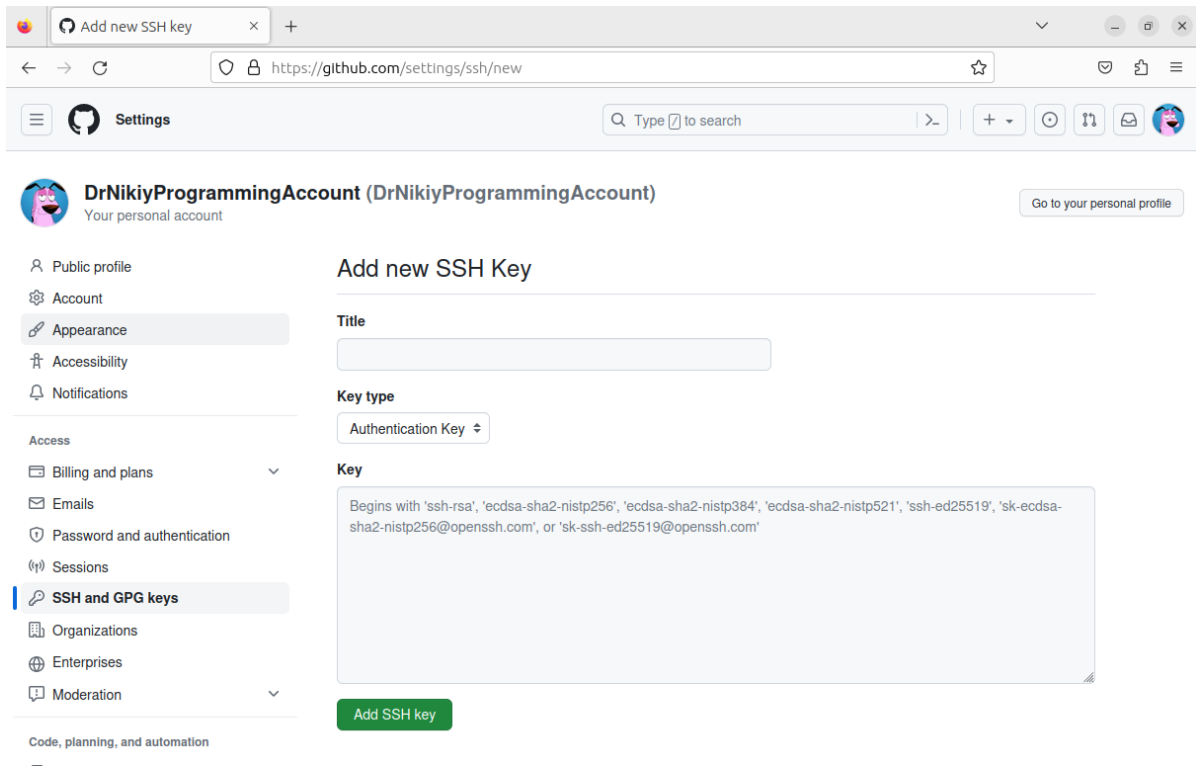 Add new SSH key
https://github.com/settings/ssh/new
Settings
Type / to search
DrNikiyProgrammingAccount (DrNikiyProgrammingAccount)
Your personal account
Go to your personal profile
Public profile
Account
Appearance
Accessibility
Notifications
Access
Billing and plans
Emails
Password and authentication
Sessions
SSH and GPG keys
Organizations
Enterprises
Moderation
Code, planning, and automation
Add new SSH Key
Title
Key type
Authentication Key
Key
Begins with 'ssh-rsa', 'ecdsa-sha2-nistp256', 'ecdsa-sha2-nistp384', 'ecdsa-sha2-nistp521', 'ssh-ed25519', 'sk-ecdsa-
sha2-nistp256@openssh.com', or 'sk-ssh-ed25519@openssh.com'
Add SSH key